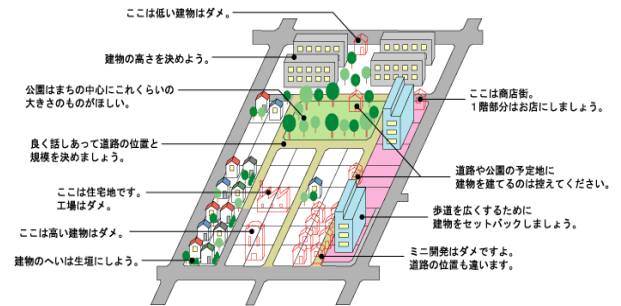 ここは低い建物はダメ。
建物の高さを決めよう。
公園はまちの中心にこれくらいの
大きさのものがほしい。
良く話しあって道路の位置と
規模を決めましょう。
ここは住宅地です。
工場はダメ。
ここは高い建物はダメ。
建物のへいは生垣にしよう。
ここは商店街。
1階部分はお店にしましょう。
道路や公園の予定地に
建物を建てるのは控えてください。
歩道を広くするために
建物をセットバックしましょう。
ミニ開発はダメですよ。
道路の位置も違います。